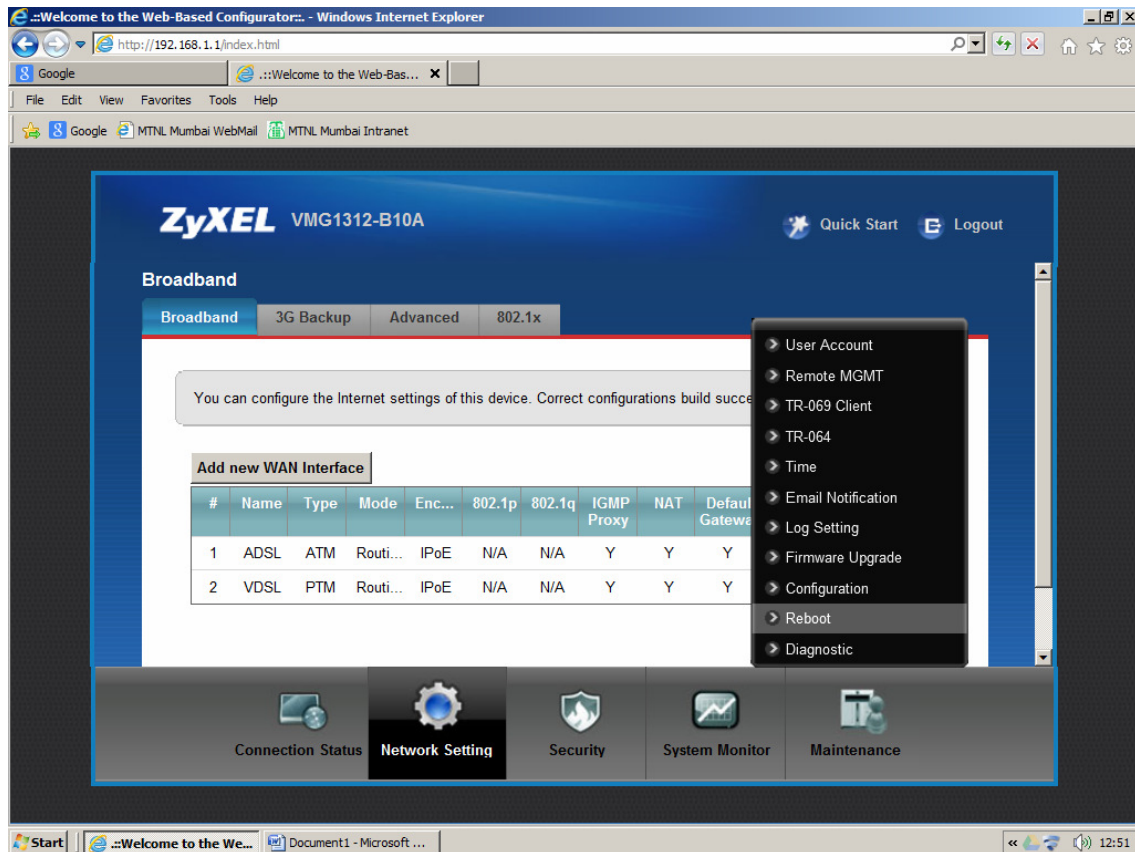 .::Welcome to the Web-Based Configurator::. - Windows Internet Explorer
http://192.168.1.1/index.html
Google
.::Welcome to the Web-Bas...
File Edit View Favorites Tools Help
Google MTNL Mumbai WebMail MTNL Mumbai Intranet
ZyXEL VMG1312-B10A
Quick Start Logout
Broadband
Broadband 3G Backup Advanced 802.1x
You can configure the Internet settings of this device. Correct configurations build succe
Add new WAN Interface
# Name Type Mode Enc... 802.1p 802.1q IGMP Proxy NAT Defaul Gatewa
1 ADSL ATM Routi... IPoE N/A N/A Y Y Y
2 VDSL PTM Routi... IPoE N/A N/A Y Y Y
User Account
Remote MGMT
TR-069 Client
TR-064
Time
Email Notification
Log Setting
Firmware Upgrade
Configuration
Reboot
Diagnostic
Connection Status Network Setting Security System Monitor Maintenance
Start .::Welcome to the We... Document1 - Microsoft ... 12:51